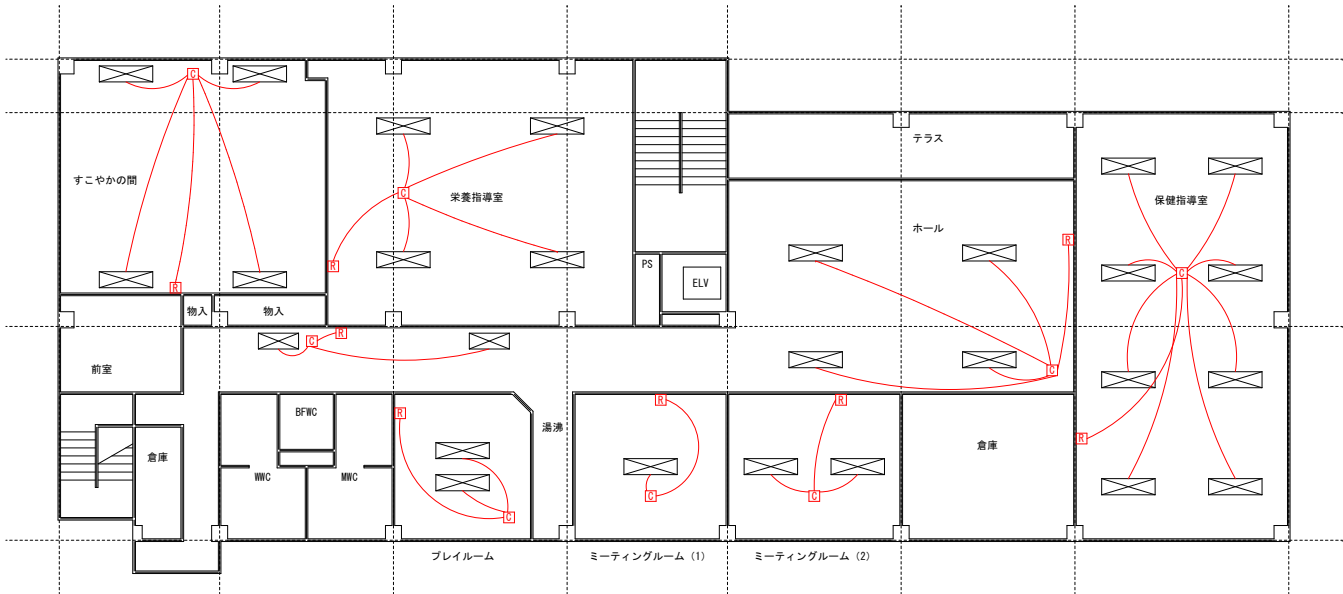 C
テラス
すこやかの間
C
栄養指導室
保健指導室
ホール
R
R
PS
C
ELV
R
物入
物入
R
C
前室
C
R
R
R
BFWC
湯沸
R
倉庫
倉庫
WWC
MWC
C
C
C
プレイルーム
ミーティングルーム (1)
ミーティングルーム (2)